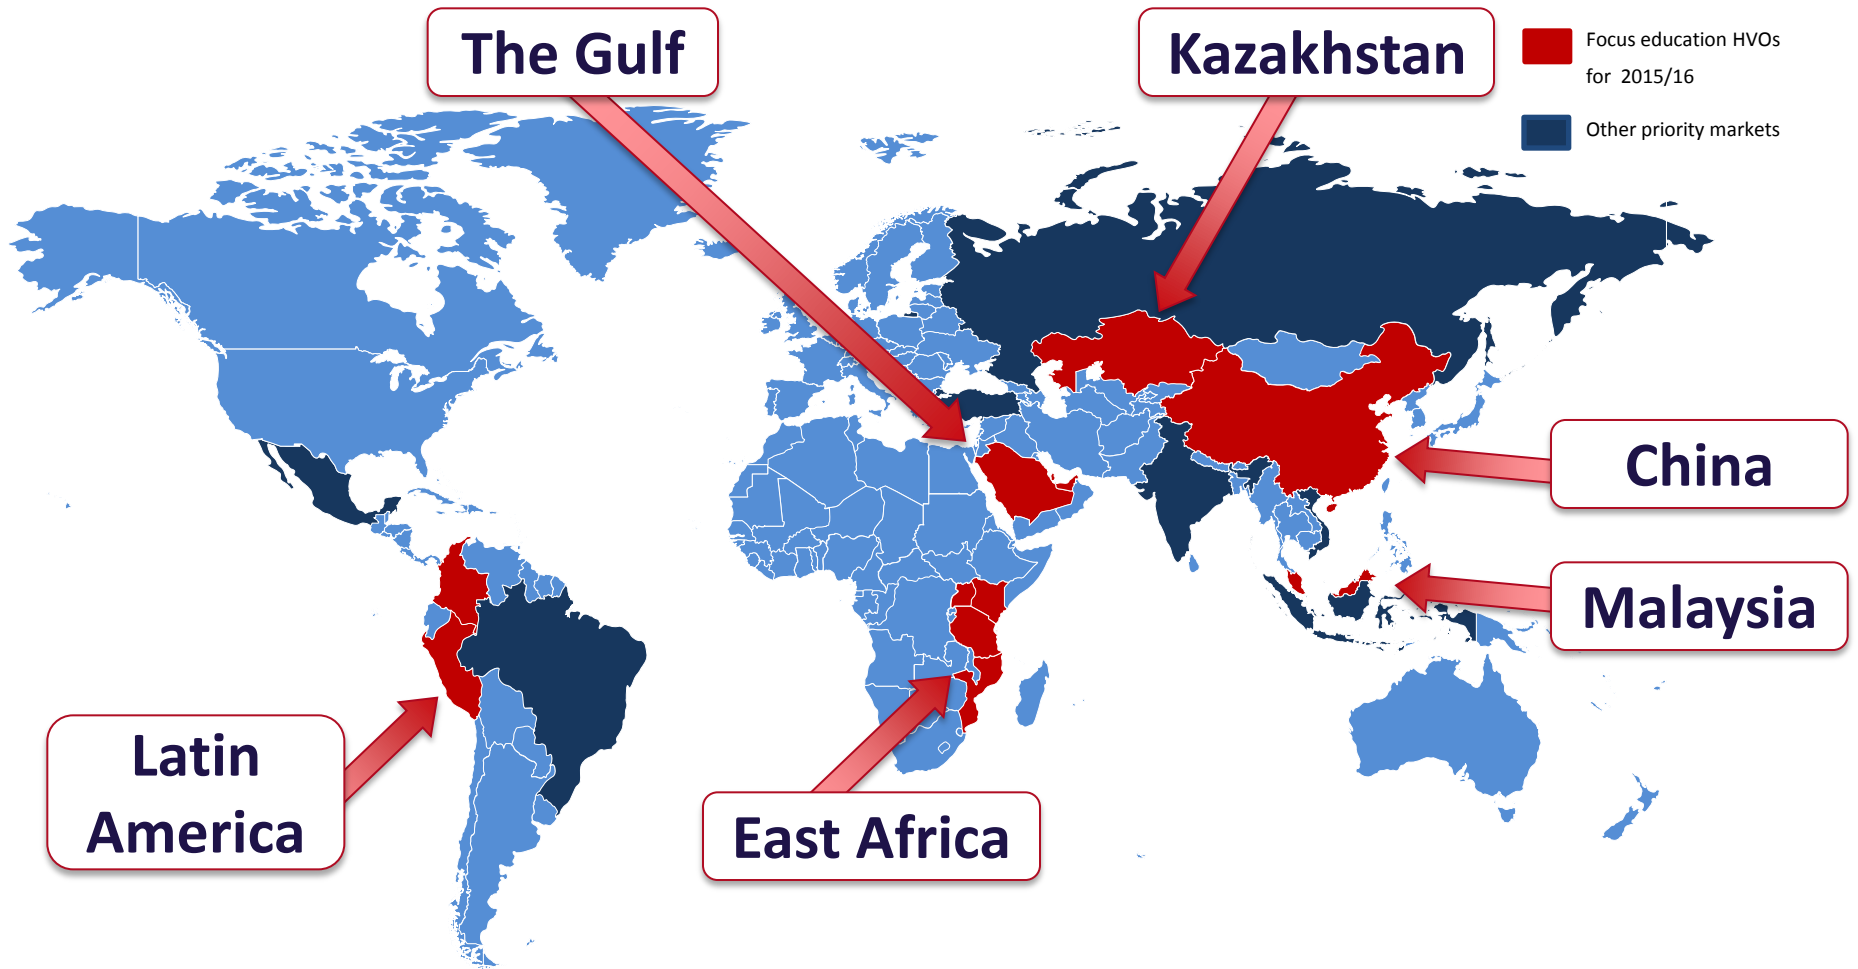 The Gulf
Kazakhstan
Focus education HVOs
for 2015/16
Other priority markets
China
Malaysia
Latin
America
East Africa